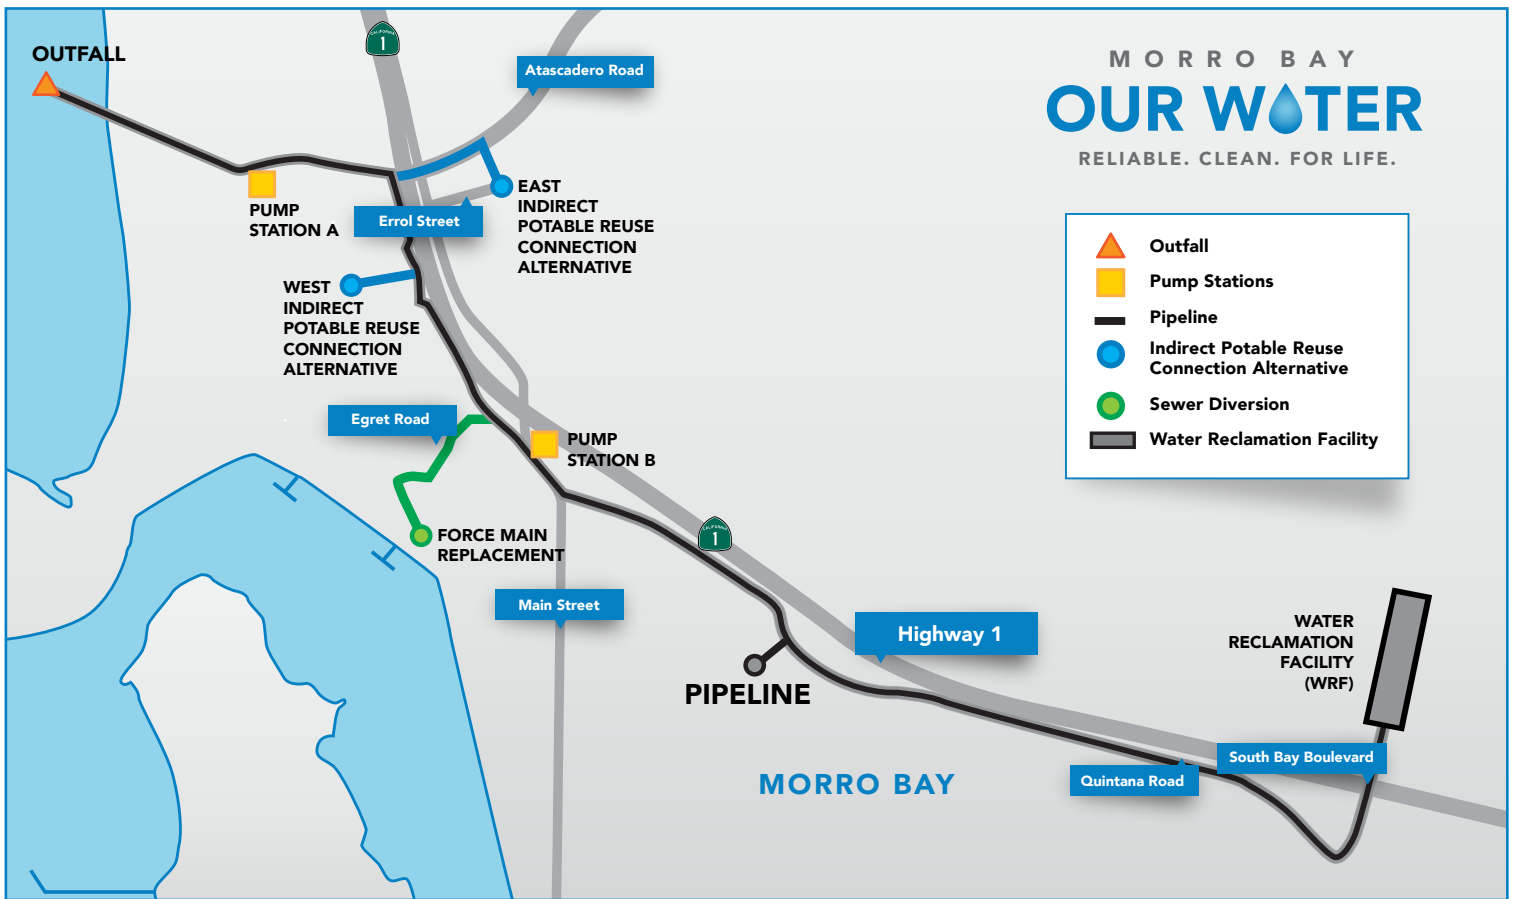 OUTFALL
CALIFORNIA
1
Atascadero Road
MORRO BAY
OUR WATER
RELIABLE. CLEAN. FOR LIFE.
PUMP
STATION A
Errol Street
EAST
INDIRECT
POTABLE REUSE
CONNECTION
ALTERNATIVE
WEST
INDIRECT
POTABLE REUSE
CONNECTION
ALTERNATIVE
Outfall
Pump Stations
Pipeline
Indirect Potable Reuse
Connection Alternative
Sewer Diversion
Water Reclamation Facility
Egret Road
PUMP
STATION B
FORCE MAIN
REPLACEMENT
CALIFORNIA
1
Main Street
Highway 1
PIPELINE
WATER
RECLAMATION
FACILITY
(WRF)
MORRO BAY
Quintana Road
South Bay Boulevard